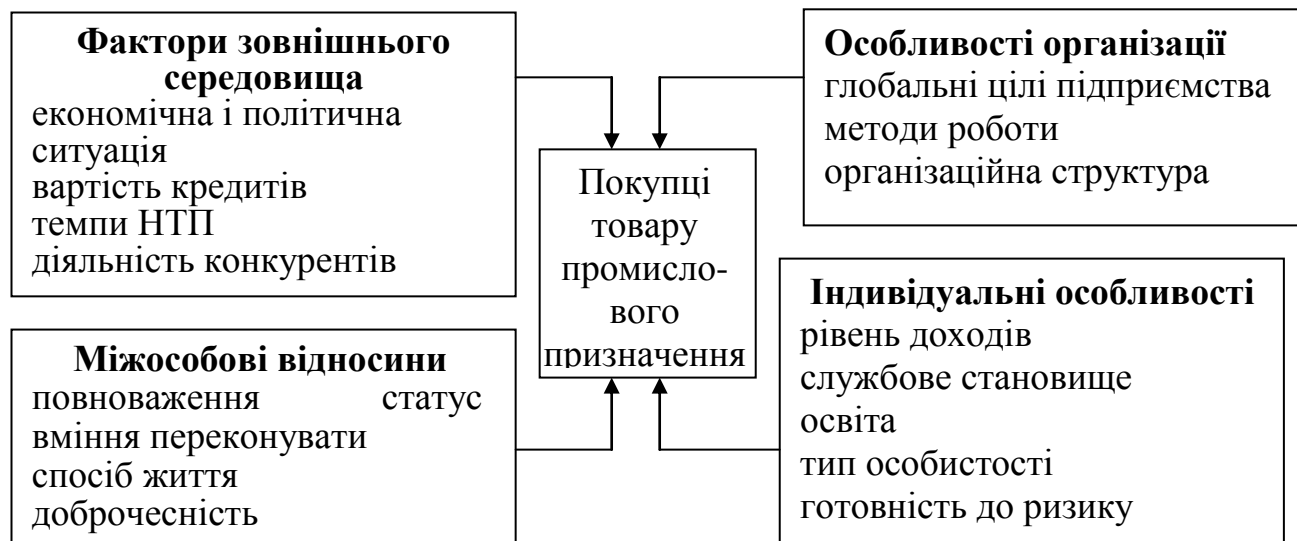 Фактори зовнішнього
середовища
економічна і політична
ситуація
вартість кредитів
темпи НТП
діяльність конкурентів
Міжособові відносини
повноваження статус
вміння переконувати
спосіб життя
доброчесність
Покупці
товару
промисло-
вого
призначення
Особливості організації
глобальні цілі підприємства
методи роботи
організаційна структура
Індивідуальні особливості
рівень доходів
службове становище
освіта
тип особистості
готовність до ризику